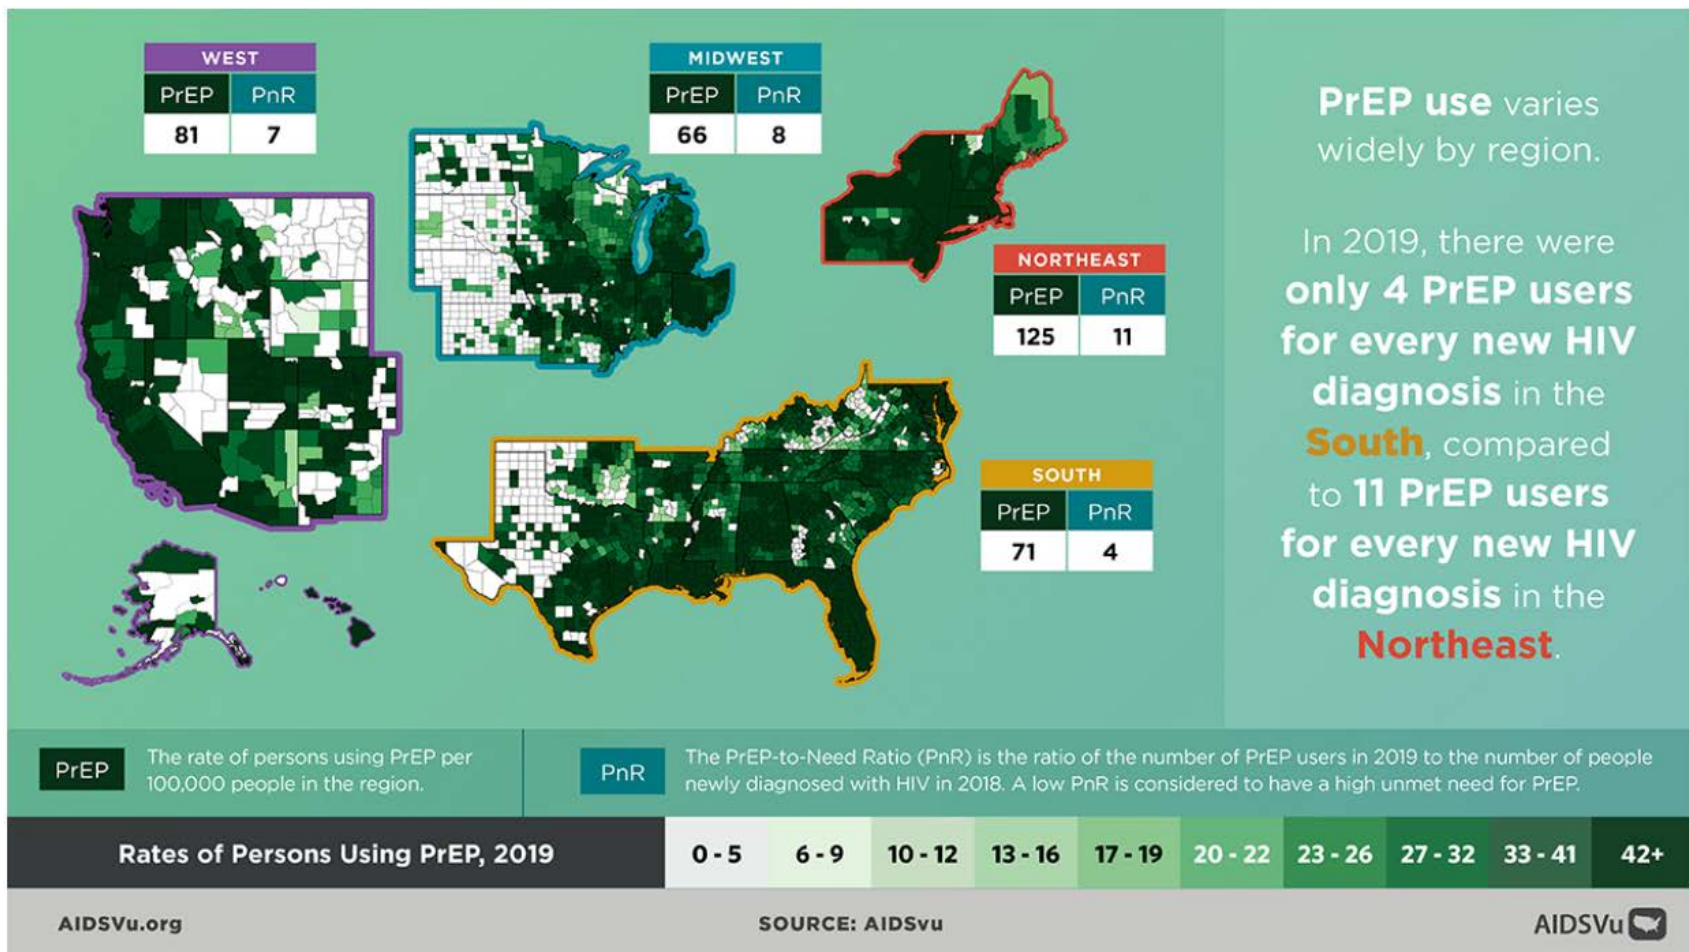 WEST
PrEP PnR
81 7
MIDWEST
PrEP PnR
66 8
NORTHEAST
PrEP PnR
125 11
SOUTH
PrEP PnR
71 4
PrEP use varies
widely by region.
In 2019, there were
only 4 PrEP users
for every new HIV
diagnosis in the
South, compared
to 11 PrEP users
for every new HIV
diagnosis in the
Northeast.
PrEP
The rate of persons using PrEP per
100,000 people in the region.
PnR
The PrEP-to-Need Ratio (PnR) is the ratio of the number of PrEP users in 2019 to the number of people
newly diagnosed with HIV in 2018. A low PnR is considered to have a high unmet need for PrEP.
Rates of Persons Using PrEP, 2019 0 - 5 6 - 9 10 - 12 13 - 16 17 - 19 20 - 22 23 - 26 27 - 32 33 - 41 42+
AIDSVu.org SOURCE: AIDSvu AIDSVu